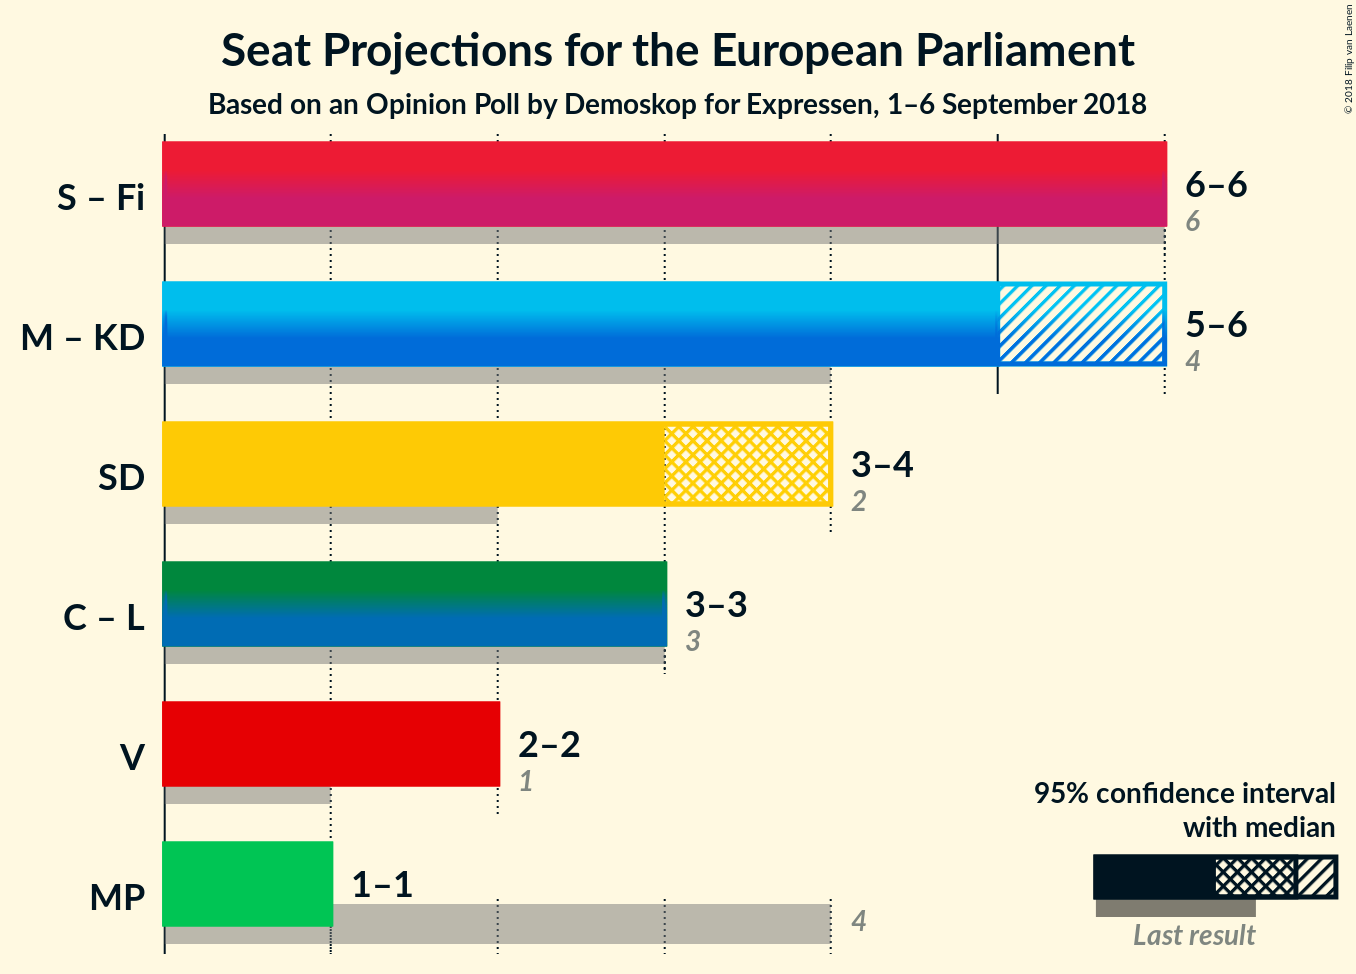 Seat Projections for the European Parliament
Based on an Opinion Poll by Demoskop for Expressen, 1–6 September 2018
© 2018 Filip van Laenen
S – Fi
6–6
6
M – KD
5–6
4
SD
3–4
2
C – L
3–3
3
V
2–2
1
MP
1–1
4
95% confidence interval
with median
Last result